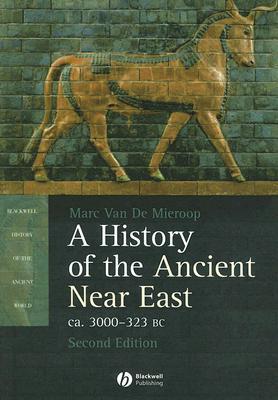 Marc Van De Mieroop
A History
of the Ancient
Near East
ca. 3000–323 BC
Second Edition
BLACKWELL
HISTORY
OF THE
ANCIENT
WORLD
Blackwell
Publishing